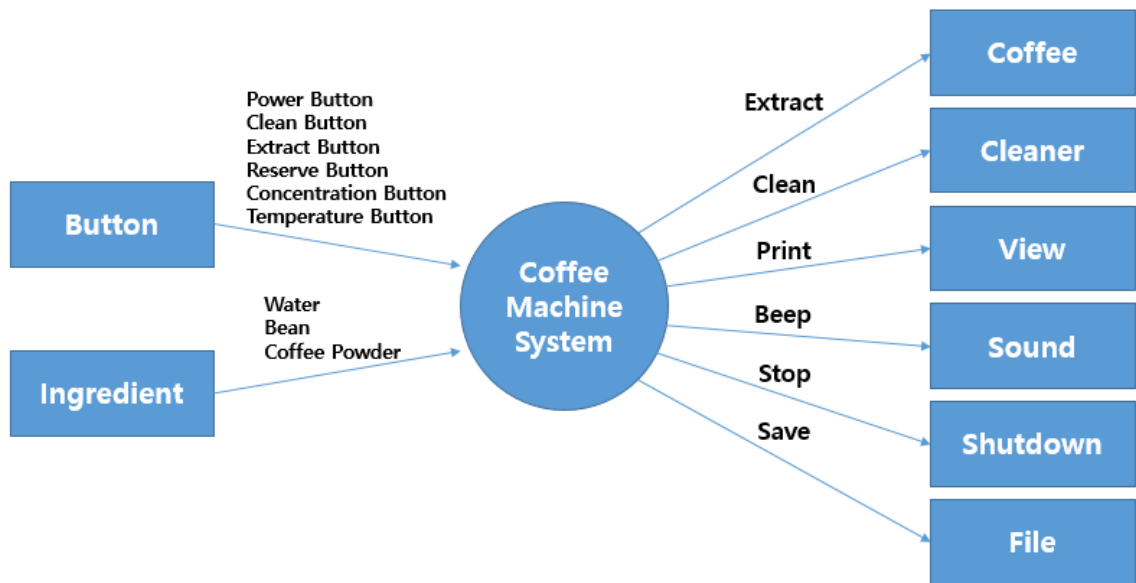 Power Button
Clean Button
Extract Button
Reserve Button
Concentration Button
Temperature Button
Button
Water
Bean
Coffee Powder
Ingredient
Coffee
Machine
System
Extract
Clean
Print
Beep
Stop
Save
Coffee
Cleaner
View
Sound
Shutdown
File